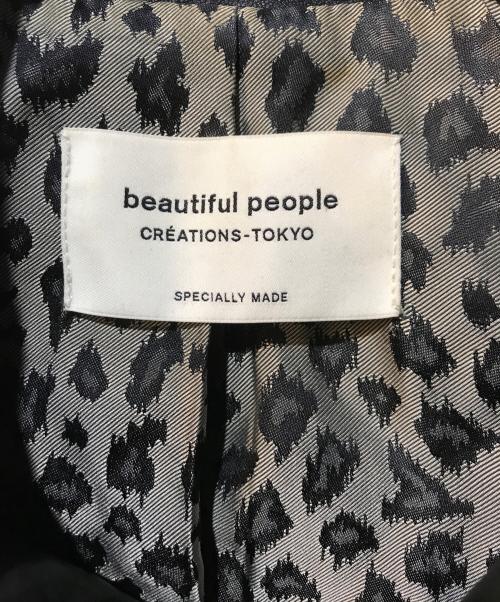 beautiful people
CRÉATIONS-TOKYO
SPECIALLY MADE